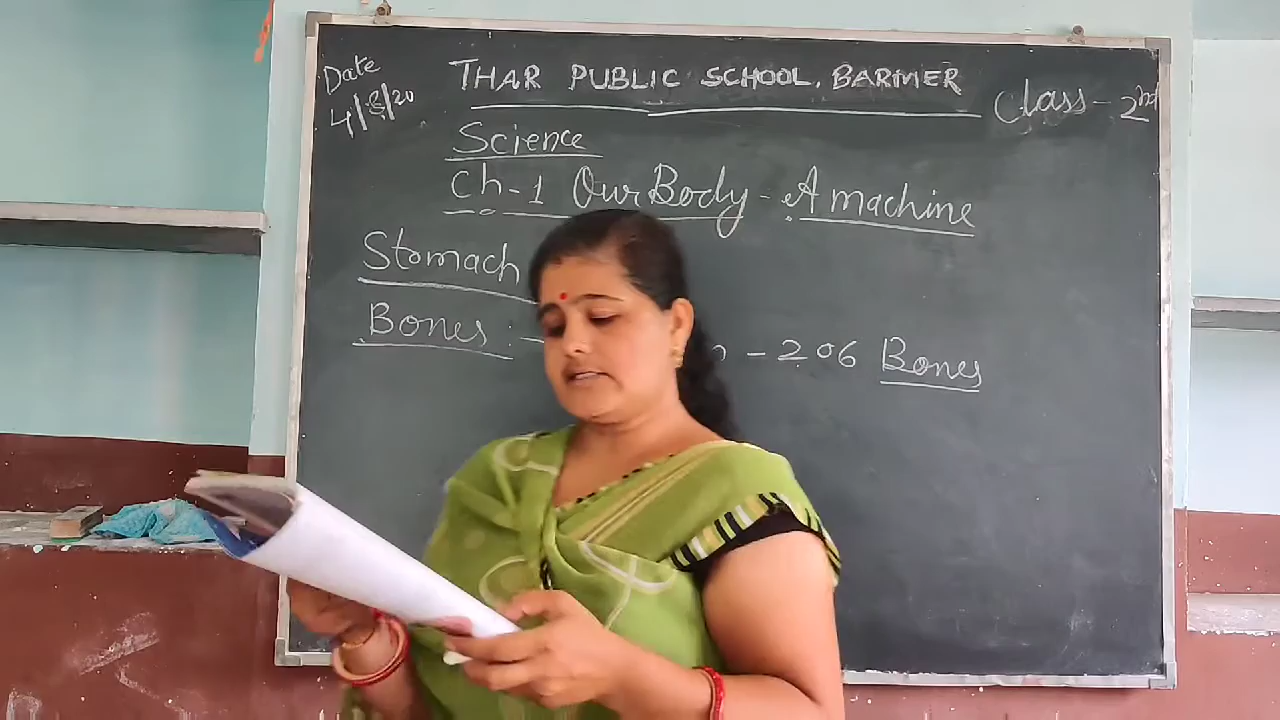 Date
4/8/20
THAR PUBLIC SCHOOL, BARMER
Class - 2nd
Science
Ch-1 Our Body - A machine
Stomach
Bones :- - 206 Bones